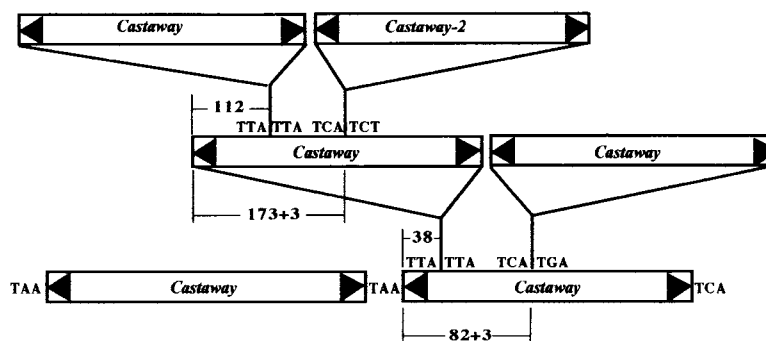 Castaway Castaway-2
112
TTA TTA TCA TCT
Castaway Castaway
173+3
38
TTA TTA TCA TGA
TAA Castaway TAA Castaway TCA
82+3